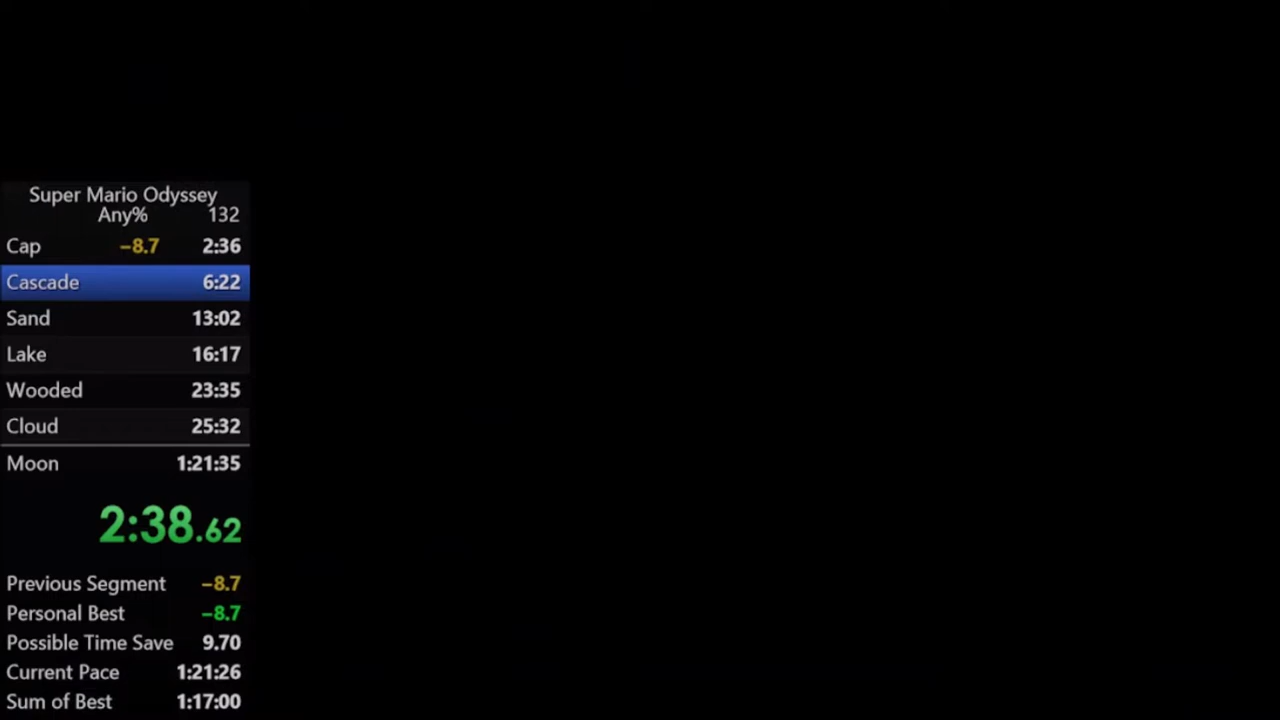 Super Mario Odyssey
Any% 132
Cap −8.7 2:36
Cascade 6:22
Sand 13:02
Lake 16:17
Wooded 23:35
Cloud 25:32
Moon 1:21:35
2:38.62
Previous Segment −8.7
Personal Best −8.7
Possible Time Save 9.70
Current Pace 1:21:26
Sum of Best 1:17:00